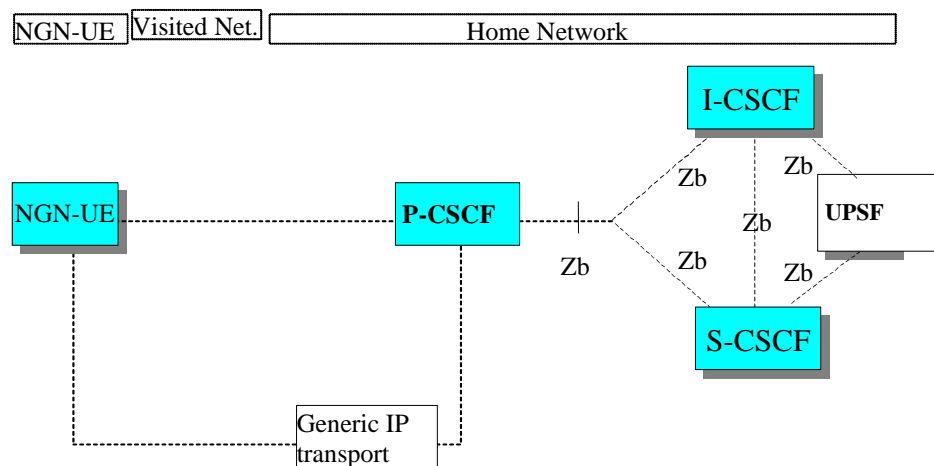 NGN-UE
Visited Net.
Home Network
I-CSCF
Zb
Zb
NGN-UE
P-CSCF
UPSF
Zb
Zb
Zb
Zb
S-CSCF
Generic IP
transport